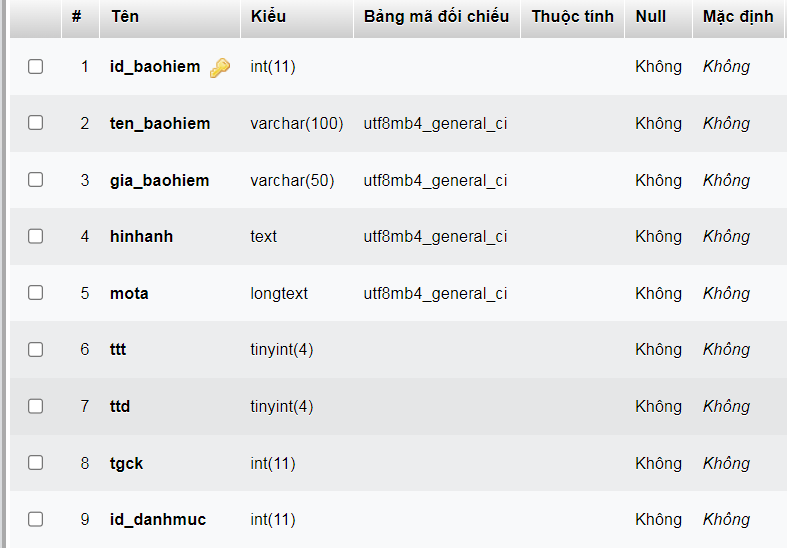 # Tên Kiểu Bảng mã đối chiếu Thuộc tính Null Mặc định
1 id_baohiem int(11) Không Không
2 ten_baohiem varchar(100) utf8mb4_general_ci Không Không
3 gia_baohiem varchar(50) utf8mb4_general_ci Không Không
4 hinhanh text utf8mb4_general_ci Không Không
5 mota longtext utf8mb4_general_ci Không Không
6 ttt tinyint(4) Không Không
7 ttd tinyint(4) Không Không
8 tgck int(11) Không Không
9 id_danhmuc int(11) Không Không